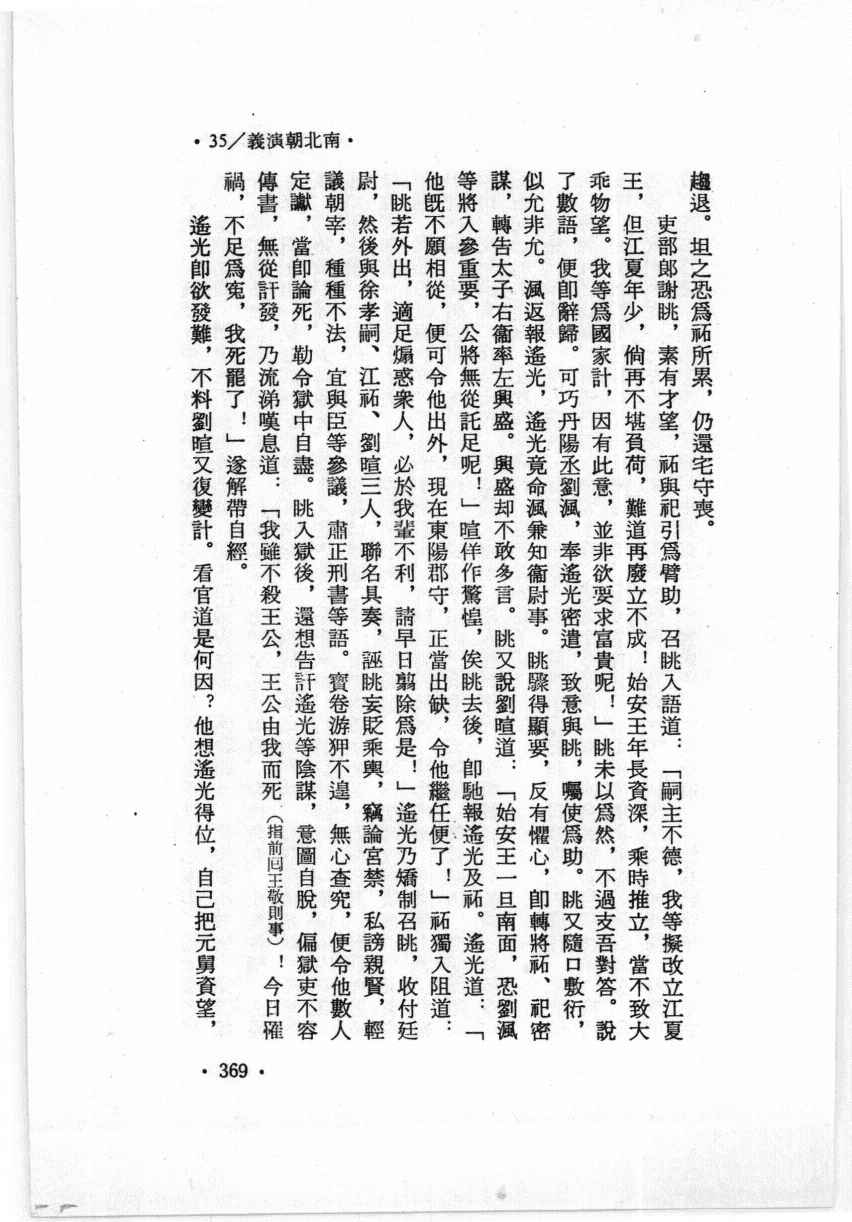 •35／義演朝北南•
趨退。坦之恐爲祏所累，仍還宅守喪。
吏部郎謝眺，素有才望，祏與祀引爲臂助，召眺入語道：「嗣主不德，我等擬改立江夏
王，但江夏年少，倘再不堪負荷，難道再廢立不成！始安王年長資深，乘時推立，當不致大
乖物望。我等爲國家計，因有此意，並非欲要求富貴呢！」眺未以爲然，不過支吾對答。說
了數語，便卽辭歸。可巧丹陽丞劉渢，奉遙光密遣，致意與眺，囑使爲助。眺又隨口敷衍，
似允非允。渢返報遙光，遙光竟命渢兼知衞尉事。眺驟得顯要，反有懼心，卽轉將祏、祀密
謀，轉告太子右衞率左興盛。興盛却不敢多言。眺又說劉暄道：「始安王一旦南面，恐劉渢
等將入參重要，公將無從託足呢！」暄佯作驚惶，俟眺去後，卽馳報遙光及祏。遙光道：「
他旣不願相從，便可令他出外，現在東陽郡守，正當出缺，令他繼任便了！」祏獨入阻道：
「眺若外出，適足煽惑衆人，必於我輩不利，請早日翦除爲是！」遙光乃矯制召眺，收付廷
尉，然後與徐孝嗣、江祏、劉暄三人，聯名具奏，誣眺妄貶乘輿，竊論宮禁，私謗親賢，輕
議朝宰，種種不法，宜與臣等參議，肅正刑書等語。寶卷游狎不遑，無心查究，便令他數人
定讞，當卽論死，勒令獄中自盡。眺入獄後，還想告訐遙光等陰謀，意圖自脫，偏獄吏不容
傳書，無從訐發，乃流涕嘆息道：「我雖不殺王公，王公由我而死（指前回王敬則事）！今日罹
禍，不足爲寃，我死罷了！」遂解帶自經。
遙光卽欲發難，不料劉暄又復變計。看官道是何因？他想遙光得位，自己把元舅資望，
•369•